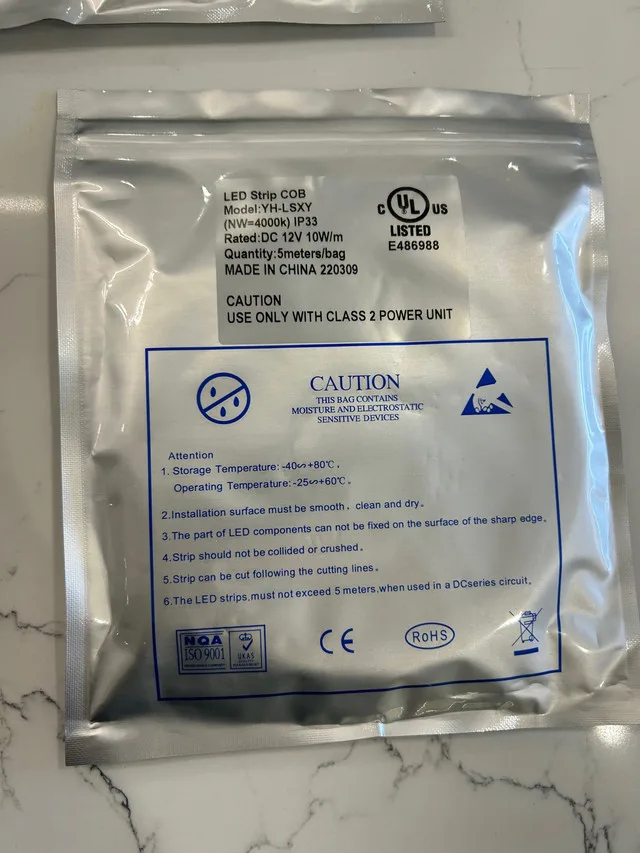 LED Strip COB
Model:YH-LSXY
(NW=4000k) IP33
Rated:DC 12V 10W/m
Quantity:5meters/bag
MADE IN CHINA 220309
CAUTION
USE ONLY WITH CLASS 2 POWER UNIT
C UL US
LISTED
E486988
CAUTION
THIS BAG CONTAINS
MOISTURE AND ELECTROSTATIC
SENSITIVE DEVICES
Attention
1. Storage Temperature: -40∽+80℃。
Operating Temperature: -25∽+60℃。
2.Installation surface must be smooth、clean and dry。
3.The part of LED components can not be fixed on the surface of the sharp edge。
4.Strip should not be collided or crushed。
5.Strip can be cut following the cutting lines。
6.The LED strips,must not exceed 5 meters,when used in a DCseries circuit。
NQA
ISO 9001
UKAS
CE
RoHS